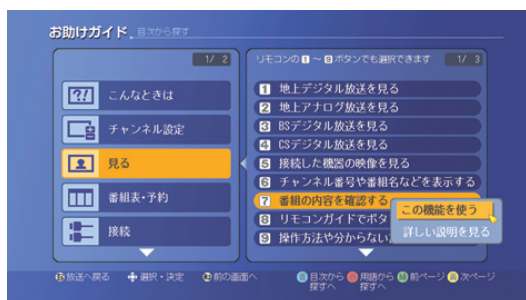 お助けガイド 目次から探す
1/ 2
?!
こんなときは
チャンネル設定
見る
番組表・予約
接続
リモコンの 1 ~ 9 ボタンでも選択できます 1/ 3
1 地上デジタル放送を見る
2 地上アナログ放送を見る
3 BSデジタル放送を見る
4 CSデジタル放送を見る
5 接続した機器の映像を見る
6 チャンネル番号や番組名などを表示する
7 番組の内容を確認する
8 リモコンガイドでボタ
9 操作方法や分からない
この機能を使う
詳しい説明を見る
放送へ戻る 選択・決定 前の画面へ
目次から探すへ
用語から探すへ
前ページ
次ページ